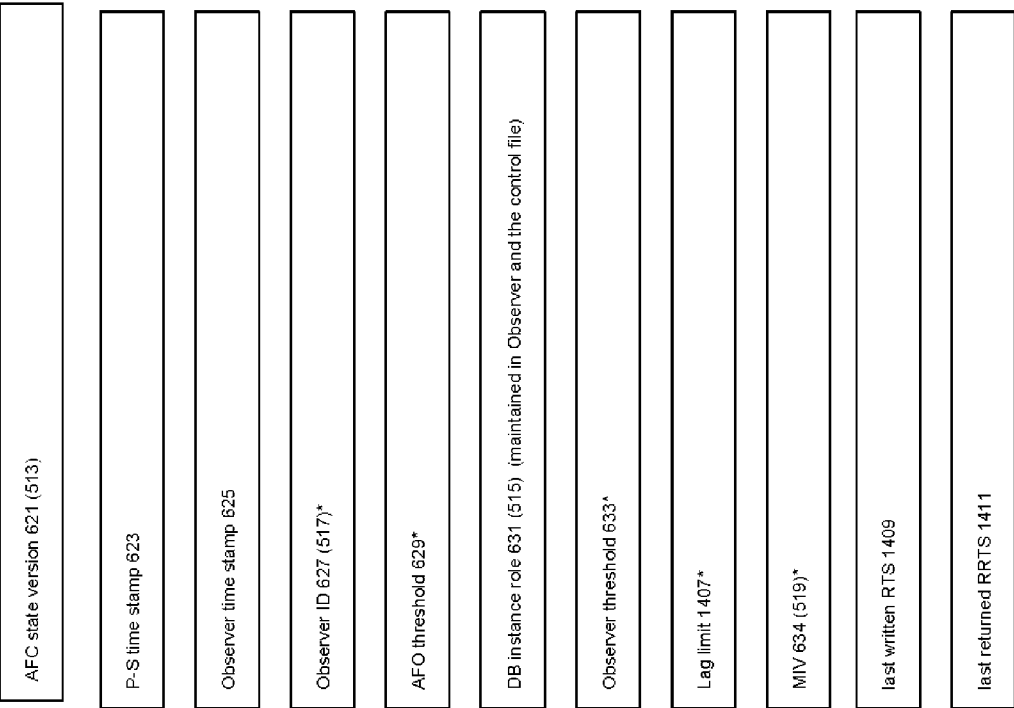 AFC state version 621 (513)
P-S time stamp 623
Observer time stamp 625
Observer ID 627 (517)*
AFO threshold 629*
DB instance role 631 (515) (maintained in Observer and the control file)
Observer threshold 633*
Lag limit 1407*
MIV 634 (519)*
last written RTS 1409
last returned RRTS 1411